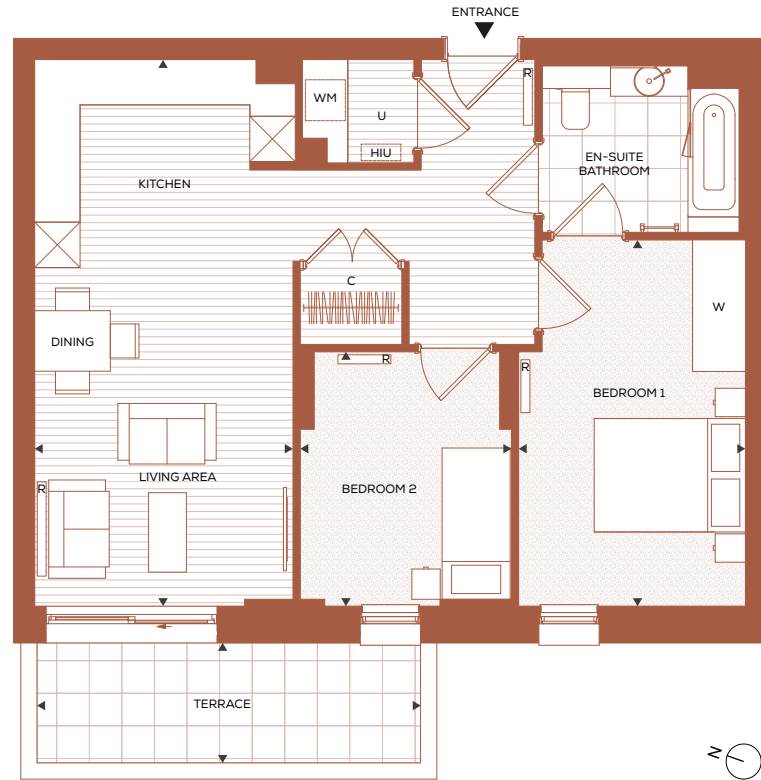 ENTRANCE
R
WM
U
HIU
EN-SUITE
BATHROOM
KITCHEN
C
W
DINING
R
R
BEDROOM 1
LIVING AREA
R
BEDROOM 2
TERRACE
N